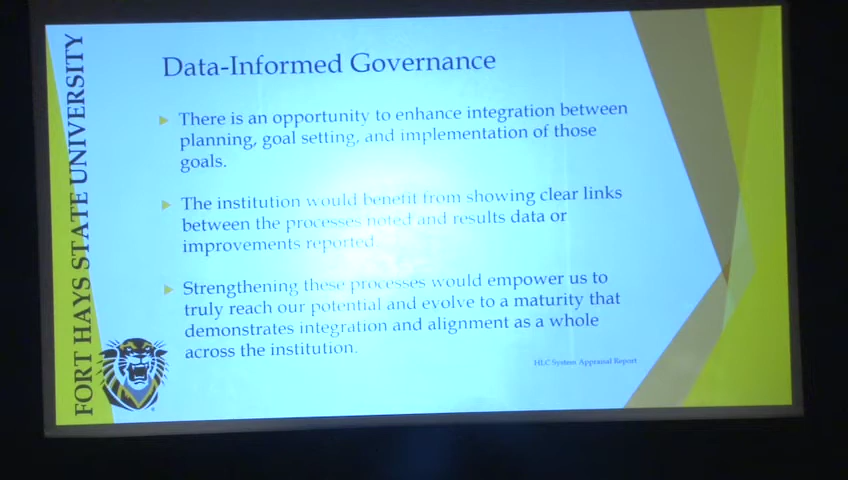 FORT HAYS STATE UNIVERSITY
Data-Informed Governance
There is an opportunity to enhance integration between
planning, goal setting, and implementation of those
goals.
The institution would benefit from showing clear links
between the processes noted and results data or
improvements reported
Strengthening these processes would empower us to
truly reach our potential and evolve to a maturity that
demonstrates integration and alignment as a whole
across the institution.
HLC System Appraisal Report